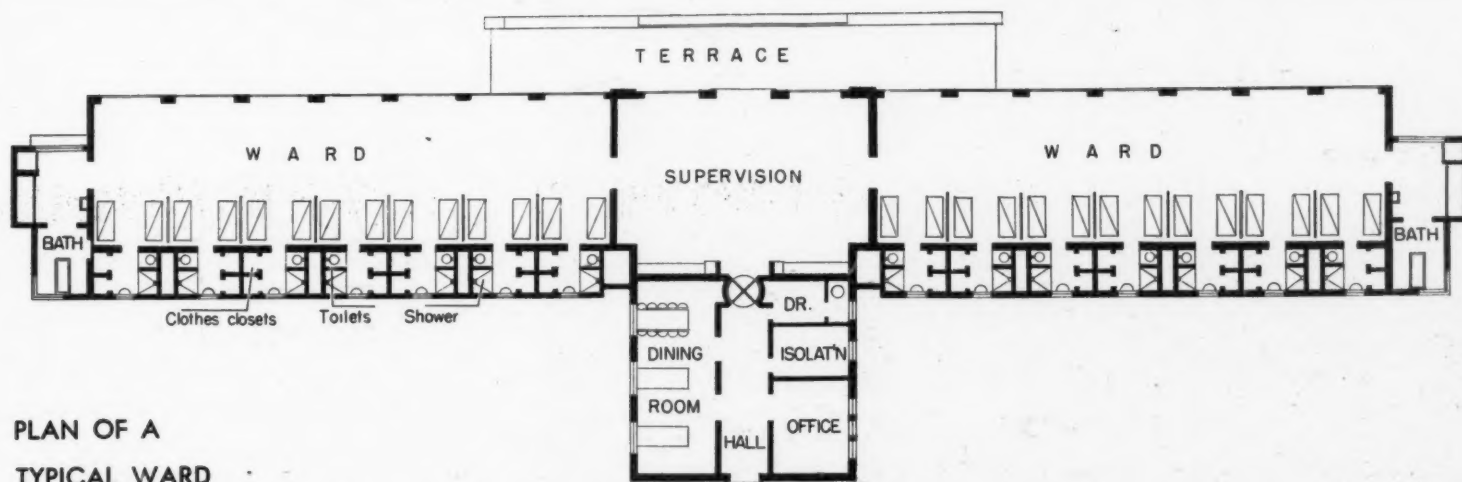 TERRACE
WARD
SUPERVISION
WARD
BATH
BATH
Clothes closets
Toilets
Shower
DR.
DINING
ISOLAT'N
ROOM
OFFICE
HALL
PLAN OF A
TYPICAL WARD